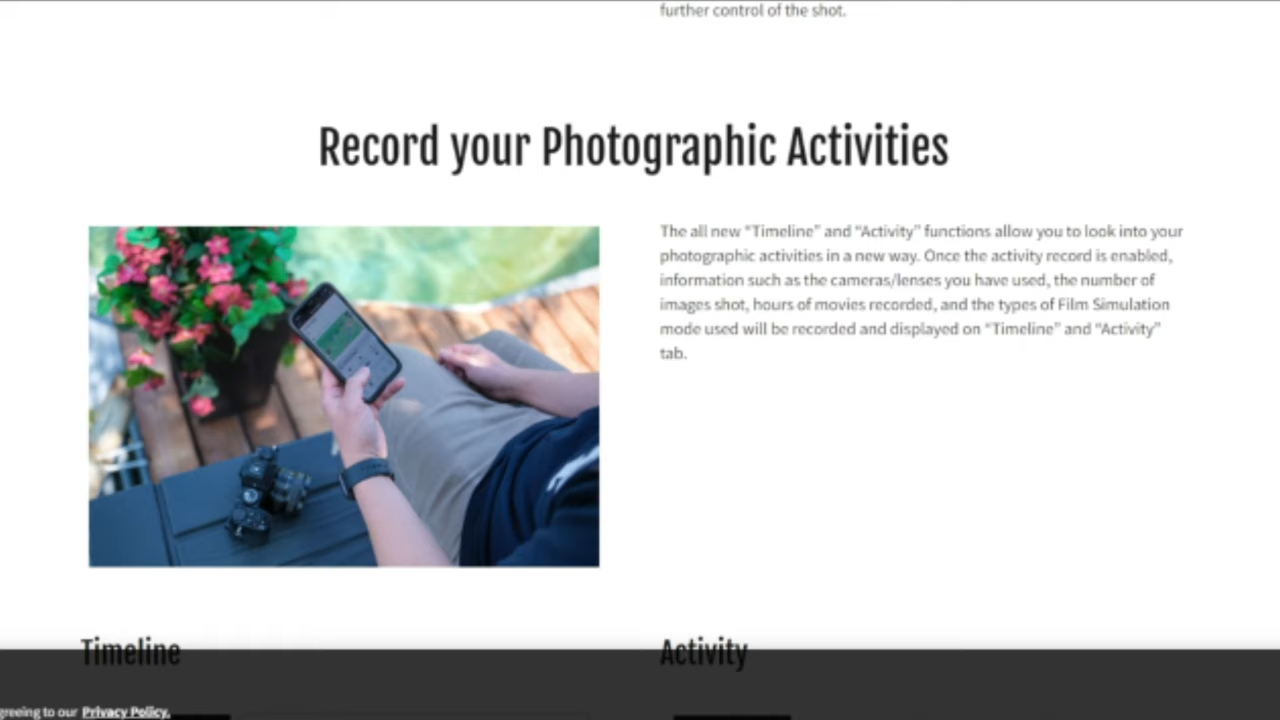 further control of the shot.
Record your Photographic Activities
The all new “Timeline” and “Activity” functions allow you to look into your
photographic activities in a new way. Once the activity record is enabled,
information such as the cameras/lenses you have used, the number of
images shot, hours of movies recorded, and the types of Film Simulation
mode used will be recorded and displayed on “Timeline” and “Activity”
tab.
Timeline
Activity
greeing to our Privacy Policy.